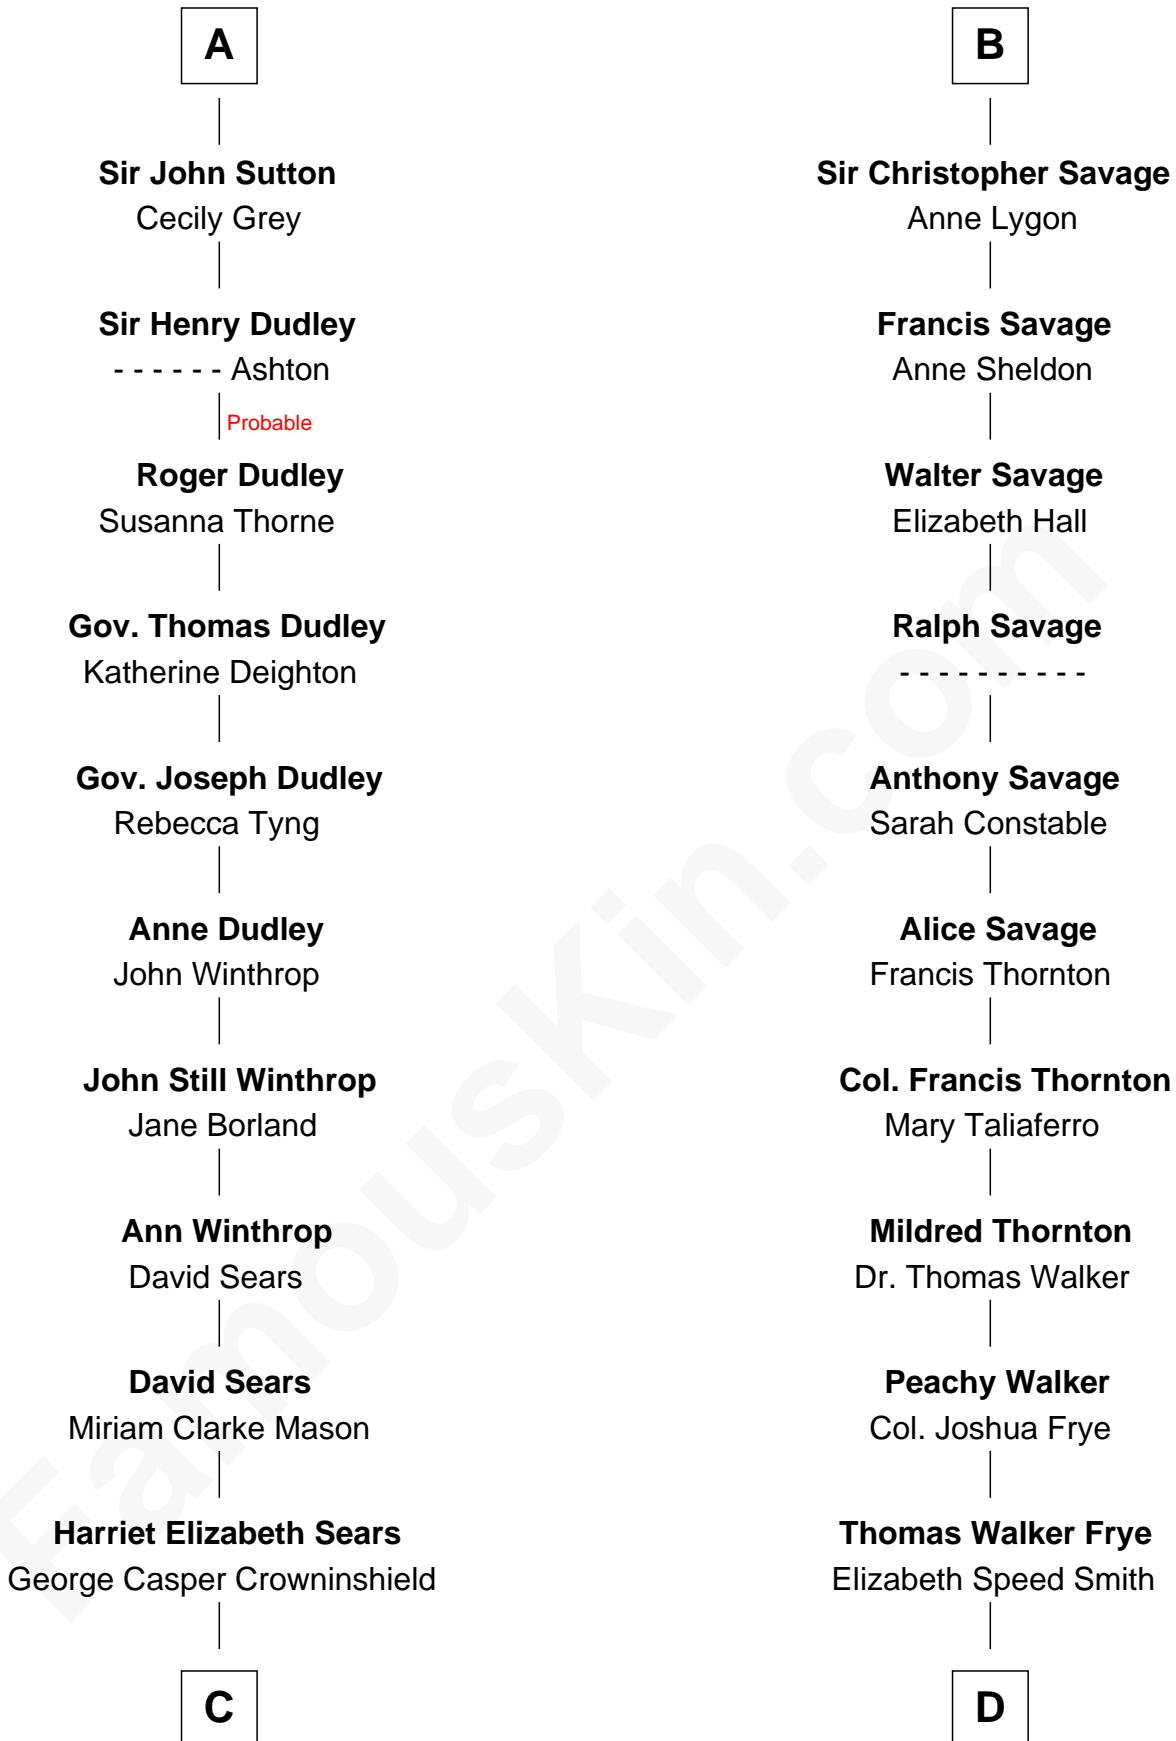 A
Sir John Sutton
Cecily Grey
Sir Henry Dudley
- - - - - - Ashton
Probable
Roger Dudley
Susanna Thorne
Gov. Thomas Dudley
Katherine Deighton
Gov. Joseph Dudley
Rebecca Tyng
Anne Dudley
John Winthrop
John Still Winthrop
Jane Borland
Ann Winthrop
David Sears
David Sears
Miriam Clarke Mason
Harriet Elizabeth Sears
George Casper Crowninshield
C
B
Sir Christopher Savage
Anne Lygon
Francis Savage
Anne Sheldon
Walter Savage
Elizabeth Hall
Ralph Savage
- - - - - - - - - -
Anthony Savage
Sarah Constable
Alice Savage
Francis Thornton
Col. Francis Thornton
Mary Taliaferro
Mildred Thornton
Dr. Thomas Walker
Peachy Walker
Col. Joshua Frye
Thomas Walker Frye
Elizabeth Speed Smith
D
FamousKin.com